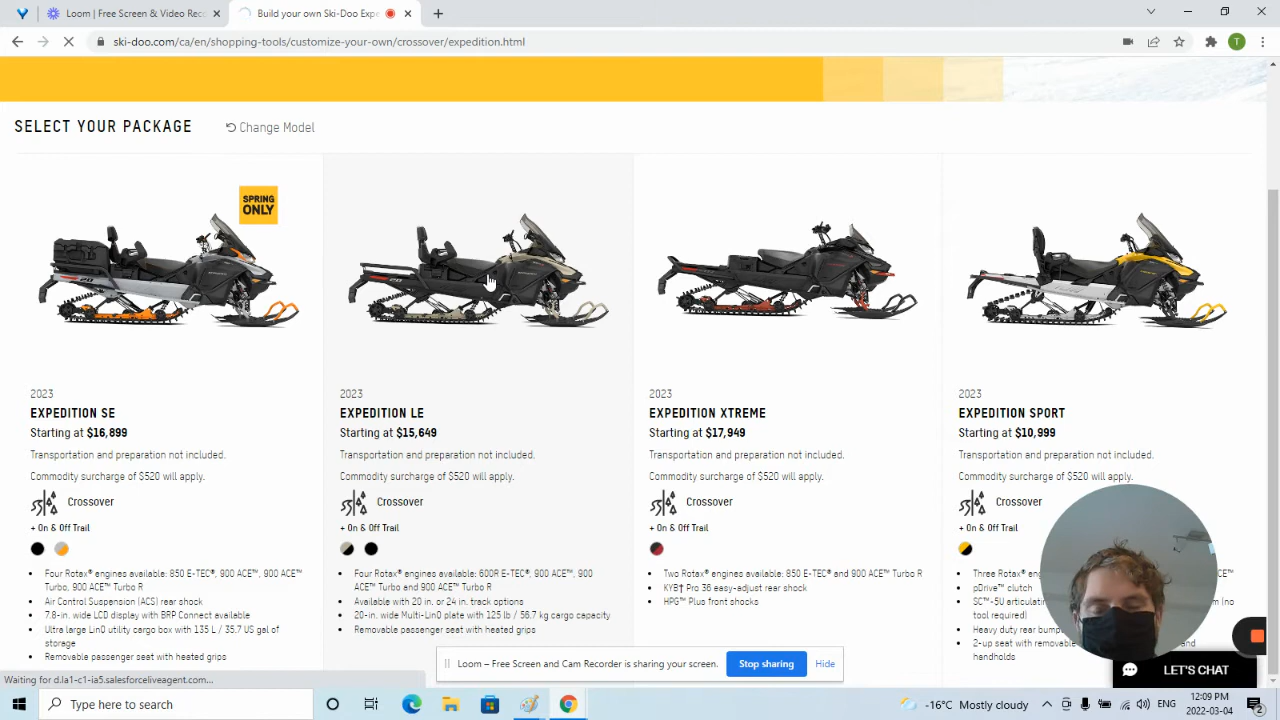 Loom | Free Screen & Video Reco
Build your own Ski-Doo Expe
ski-doo.com/ca/en/shopping-tools/customize-your-own/crossover/expedition.html
T
SELECT YOUR PACKAGE
Change Model
SPRING
ONLY
2023
EXPEDITION SE
Starting at $16,899
Transportation and preparation not included.
Commodity surcharge of $520 will apply.
Crossover
+ On & Off Trail
Four Rotax® engines available: 850 E-TEC®, 900 ACE™, 900 ACE™
Turbo, 900 ACE™ Turbo R
Air Control Suspension (ACS) rear shock
7.8-in. wide LCD display with BRP Connect available
Ultra large LinQ utility cargo box with 135 L / 35.7 US gal of
storage
Removable passenger seat with heated grips
2023
EXPEDITION LE
Starting at $15,649
Transportation and preparation not included.
Commodity surcharge of $520 will apply.
Crossover
+ On & Off Trail
Four Rotax® engines available: 600R E-TEC®, 900 ACE™, 900
ACE™ Turbo and 900 ACE™ Turbo R
Available with 20 in. or 24 in. track options
20-in. wide Multi-LinQ plate with 125 lb / 56.7 kg cargo capacity
Removable passenger seat with heated grips
2023
EXPEDITION XTREME
Starting at $17,949
Transportation and preparation not included.
Commodity surcharge of $520 will apply.
Crossover
+ On & Off Trail
Two Rotax® engines available: 850 E-TEC® and 900 ACE™ Turbo R
KYB† Pro 36 easy-adjust rear shock
HPG™ Plus front shocks
2023
EXPEDITION SPORT
Starting at $10,999
Transportation and preparation not included.
Commodity surcharge of $520 will apply.
Crossover
+ On & Off Trail
Three Rotax® ACE™
pDrive™ clutch
SC™-5U articul (no
tool required)
Heavy duty rear bump
2-up seat with removabl and
handholds
Loom – Free Screen and Cam Recorder is sharing your screen.
Stop sharing
Hide
LET'S CHAT
Waiting for d.la1-c1-ia5.salesforceliveagent.com...
Type here to search
-16°C Mostly cloudy
ENG
12:09 PM
2022-03-04
2